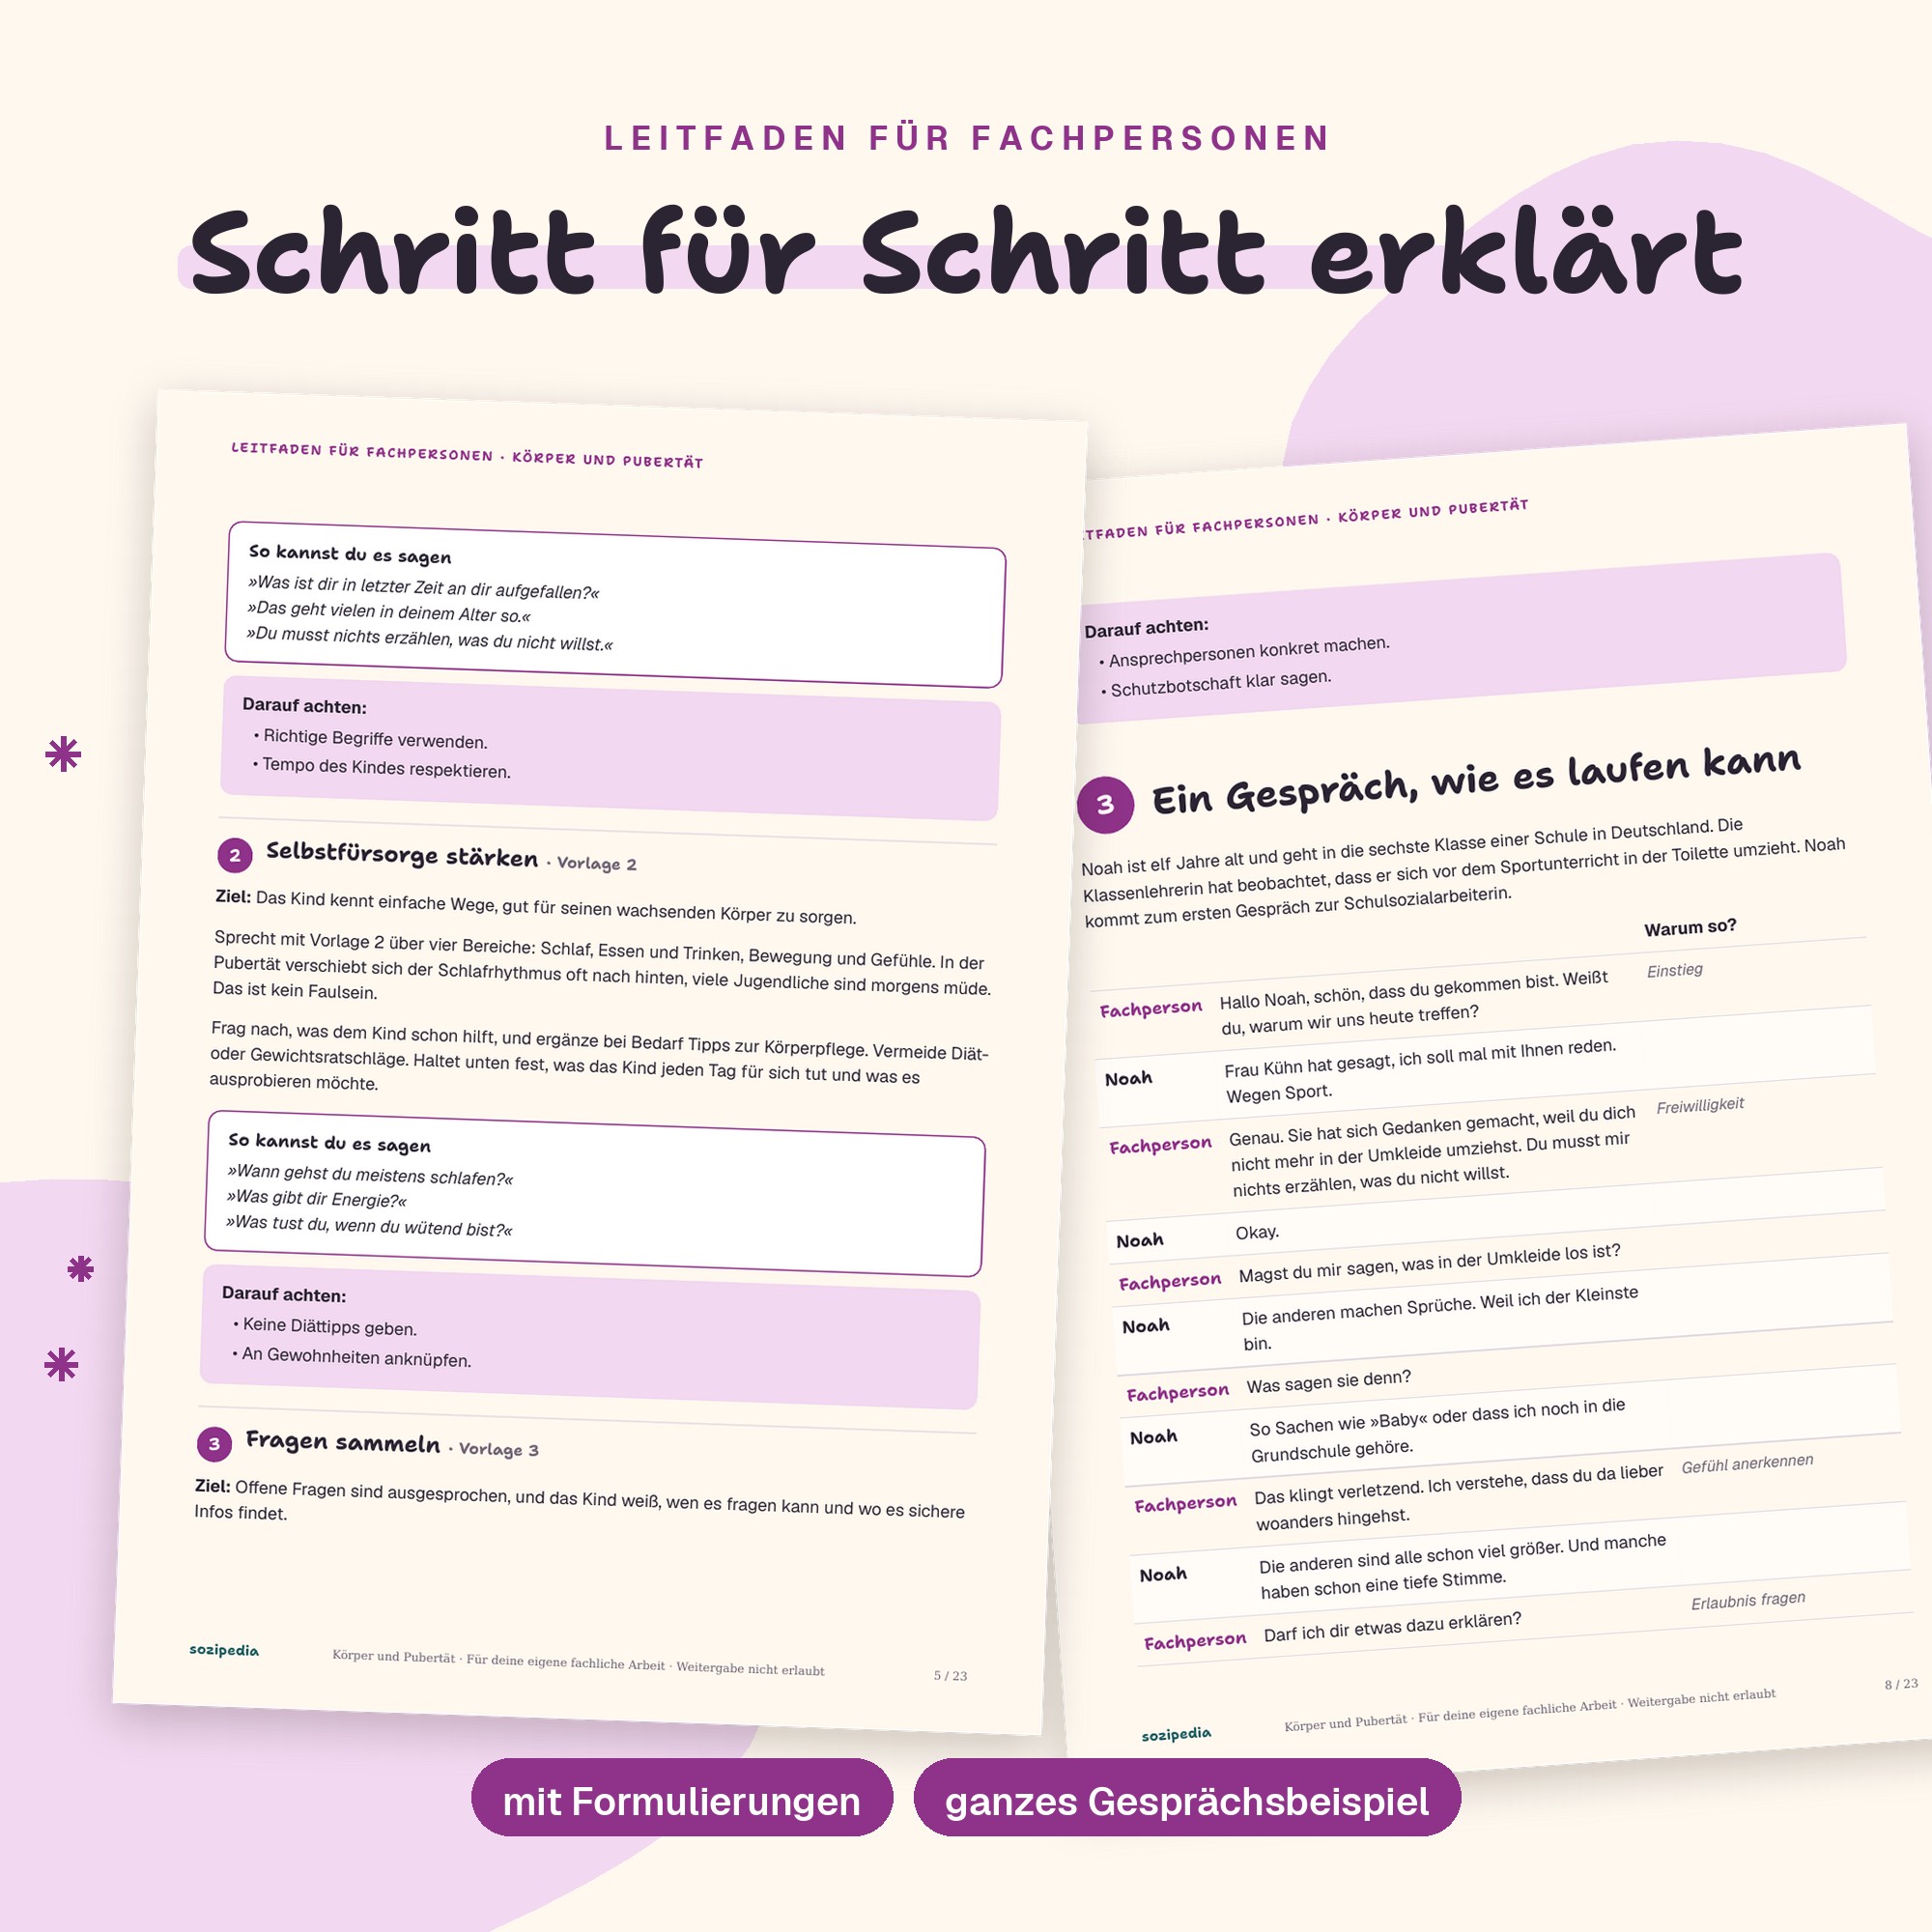 LEITFADEN FÜR FACHPERSONEN
Schritt für Schritt erklärt
LEITFADEN FÜR FACHPERSONEN · KÖRPER UND PUBERTÄT
So kannst du es sagen
»Was ist dir in letzter Zeit an dir aufgefallen?«
»Das geht vielen in deinem Alter so.«
»Du musst nichts erzählen, was du nicht willst.«
Darauf achten:
• Richtige Begriffe verwenden.
• Tempo des Kindes respektieren.
2 Selbstfürsorge stärken · Vorlage 2
Ziel: Das Kind kennt einfache Wege, gut für seinen wachsenden Körper zu sorgen.
Sprecht mit Vorlage 2 über vier Bereiche: Schlaf, Essen und Trinken, Bewegung und Gefühle. In der
Pubertät verschiebt sich der Schlafrhythmus oft nach hinten, viele Jugendliche sind morgens müde.
Das ist kein Faulsein.
Frag nach, was dem Kind schon hilft, und ergänze bei Bedarf Tipps zur Körperpflege. Vermeide Diät-
oder Gewichtsratschläge. Haltet unten fest, was das Kind jeden Tag für sich tut und was es
ausprobieren möchte.
So kannst du es sagen
»Wann gehst du meistens schlafen?«
»Was gibt dir Energie?«
»Was tust du, wenn du wütend bist?«
Darauf achten:
• Keine Diättipps geben.
• An Gewohnheiten anknüpfen.
3 Fragen sammeln · Vorlage 3
Ziel: Offene Fragen sind ausgesprochen, und das Kind weiß, wen es fragen kann und wo es sichere
Infos findet.
sozipedia Körper und Pubertät · Für deine eigene fachliche Arbeit · Weitergabe nicht erlaubt 5 / 23
TFADEN FÜR FACHPERSONEN · KÖRPER UND PUBERTÄT
Darauf achten:
• Ansprechpersonen konkret machen.
• Schutzbotschaft klar sagen.
3 Ein Gespräch, wie es laufen kann
Noah ist elf Jahre alt und geht in die sechste Klasse einer Schule in Deutschland. Die
Klassenlehrerin hat beobachtet, dass er sich vor dem Sportunterricht in der Toilette umzieht. Noah
kommt zum ersten Gespräch zur Schulsozialarbeiterin.
Warum so?
Fachperson Hallo Noah, schön, dass du gekommen bist. Weißt Einstieg
du, warum wir uns heute treffen?
Noah Frau Kühn hat gesagt, ich soll mal mit Ihnen reden.
Wegen Sport.
Fachperson Genau. Sie hat sich Gedanken gemacht, weil du dich Freiwilligkeit
nicht mehr in der Umkleide umziehst. Du musst mir
nichts erzählen, was du nicht willst.
Noah Okay.
Fachperson Magst du mir sagen, was in der Umkleide los ist?
Noah Die anderen machen Sprüche. Weil ich der Kleinste
bin.
Fachperson Was sagen sie denn?
Noah So Sachen wie »Baby« oder dass ich noch in die
Grundschule gehöre.
Fachperson Das klingt verletzend. Ich verstehe, dass du da lieber Gefühl anerkennen
woanders hingehst.
Noah Die anderen sind alle schon viel größer. Und manche
haben schon eine tiefe Stimme.
Fachperson Darf ich dir etwas dazu erklären? Erlaubnis fragen
sozipedia Körper und Pubertät · Für deine eigene fachliche Arbeit · Weitergabe nicht erlaubt 8 / 23
mit Formulierungen
ganzes Gesprächsbeispiel